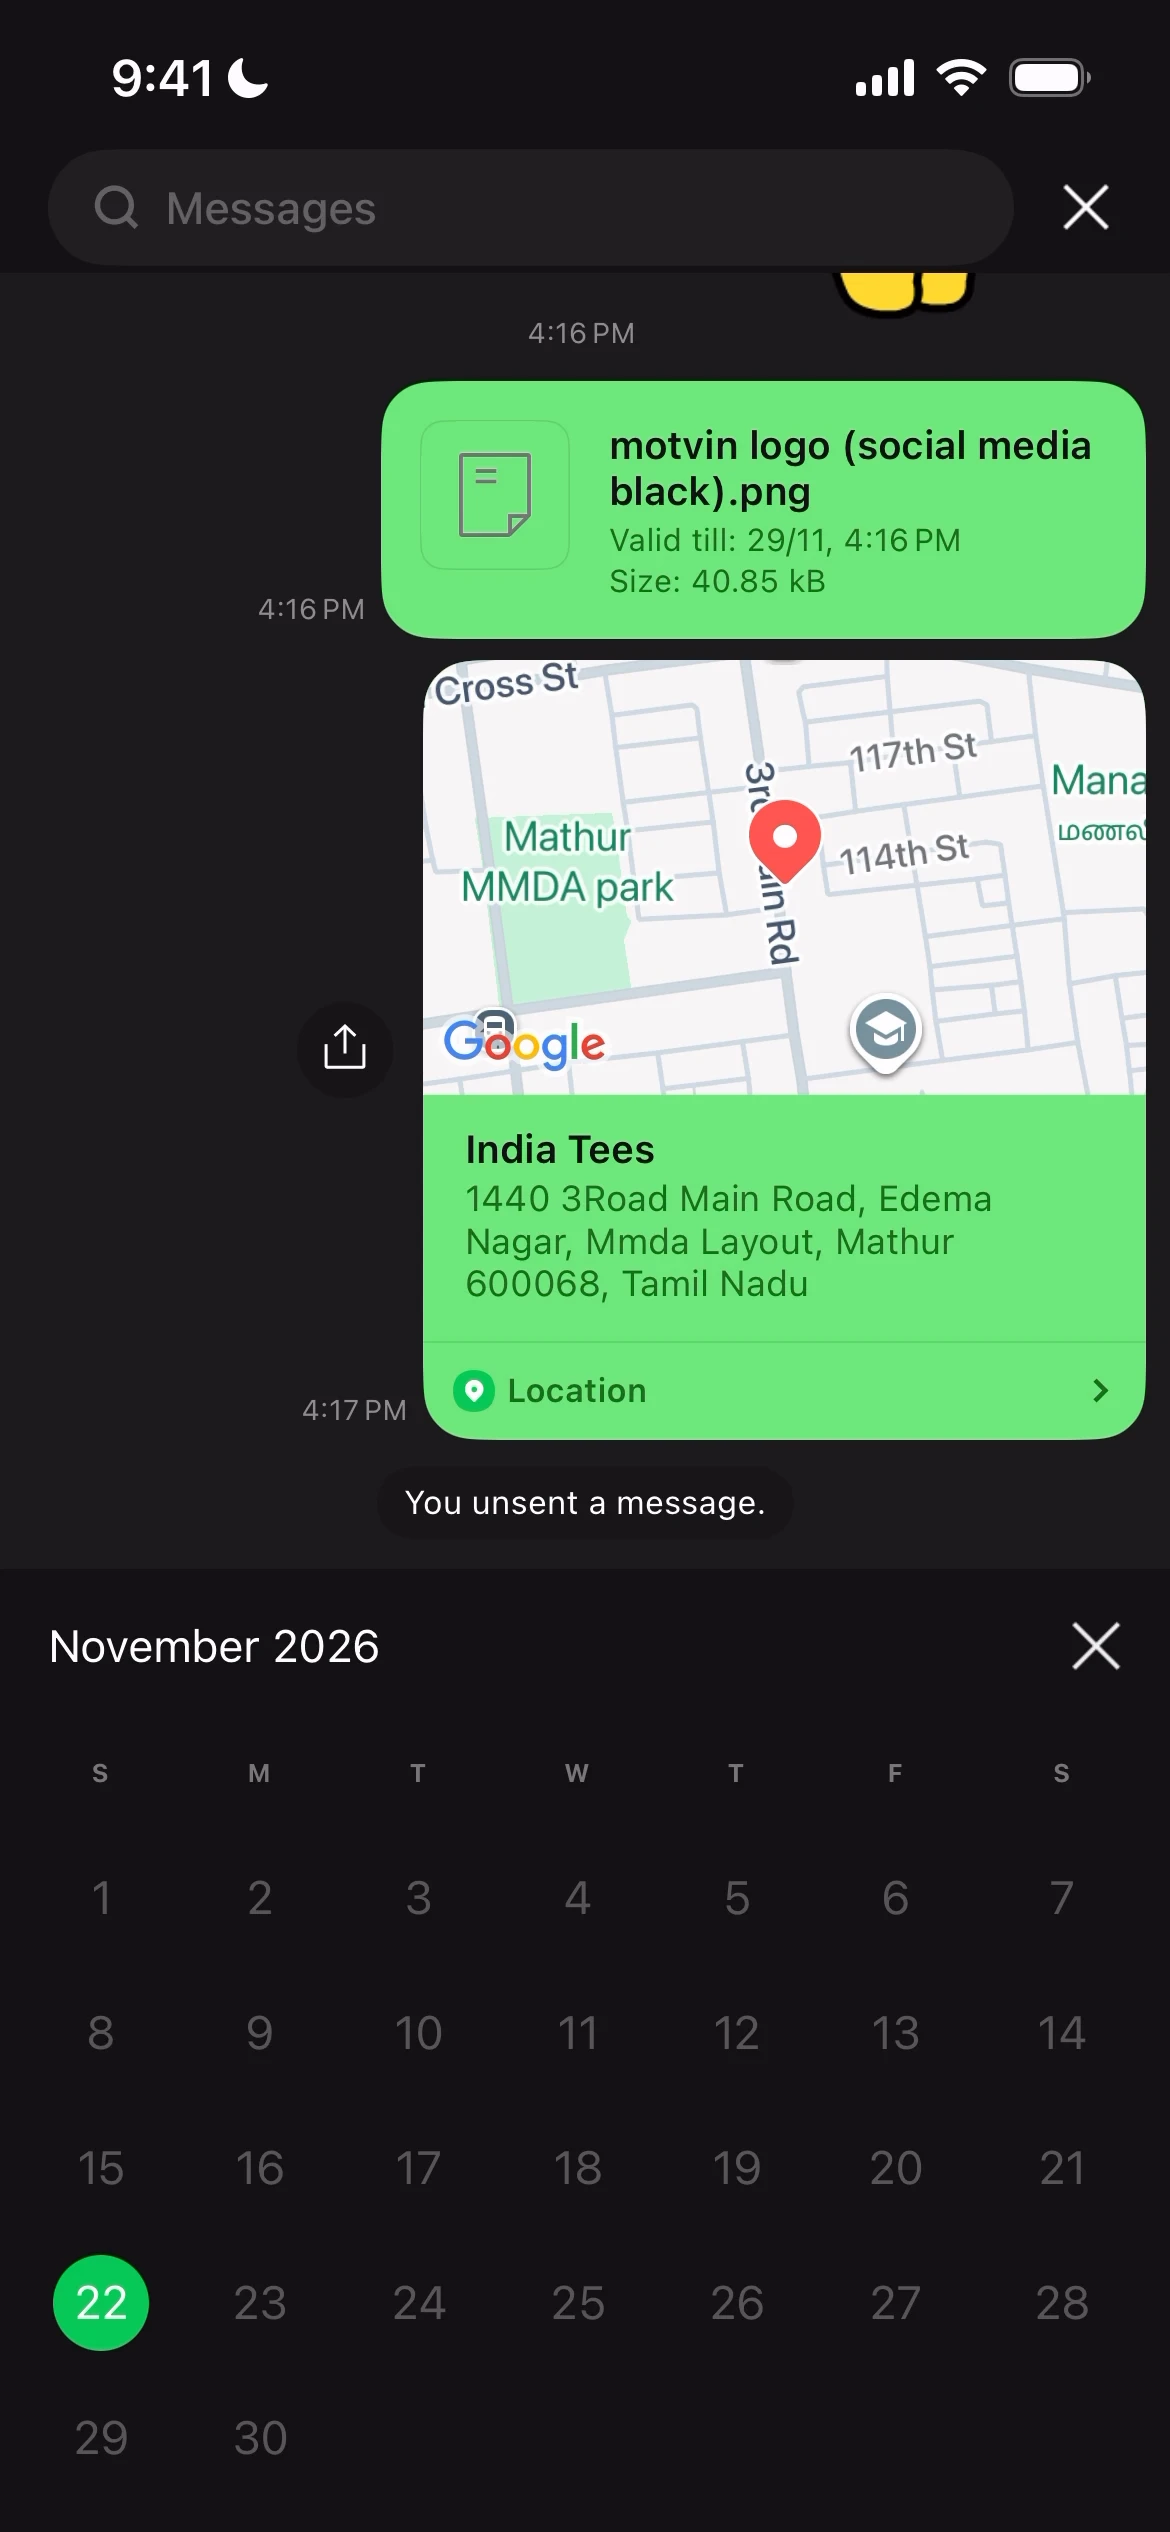 9:41
Messages
4:16 PM
motvin logo (social media
black).png
Valid till: 29/11, 4:16 PM
Size: 40.85 kB
4:16 PM
Cross St
117th St
Mana
மணலி
Mathur
MMDA park
114th St
Rd
Google
India Tees
1440 3Road Main Road, Edema
Nagar, Mmda Layout, Mathur
600068, Tamil Nadu
Location
4:17 PM
You unsent a message.
November 2026
S M T W T F S
1 2 3 4 5 6 7
8 9 10 11 12 13 14
15 16 17 18 19 20 21
22 23 24 25 26 27 28
29 30